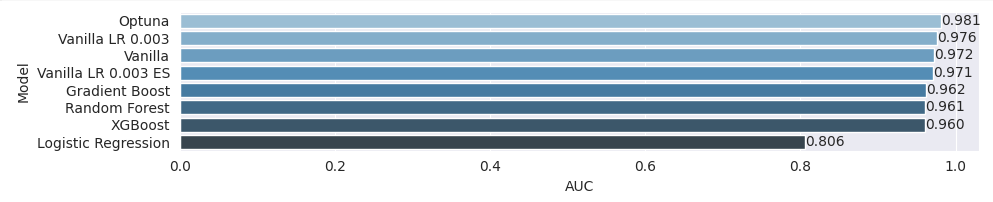 Model
Optuna 0.981
Vanilla LR 0.003 0.976
Vanilla 0.972
Vanilla LR 0.003 ES 0.971
Gradient Boost 0.962
Random Forest 0.961
XGBoost 0.960
Logistic Regression 0.806
0.0 0.2 0.4 0.6 0.8 1.0
AUC